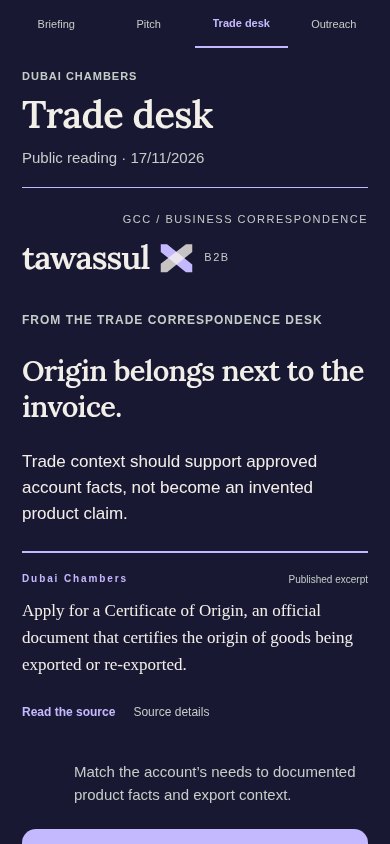 Briefing
Pitch
Trade desk
Outreach
DUBAI CHAMBERS
Trade desk
Public reading · 17/11/2026
GCC / BUSINESS CORRESPONDENCE
tawassul
B2B
FROM THE TRADE CORRESPONDENCE DESK
Origin belongs next to the
invoice.
Trade context should support approved
account facts, not become an invented
product claim.
Dubai Chambers
Published excerpt
Apply for a Certificate of Origin, an official
document that certifies the origin of goods being
exported or re-exported.
Read the source
Source details
Match the account's needs to documented
product facts and export context.